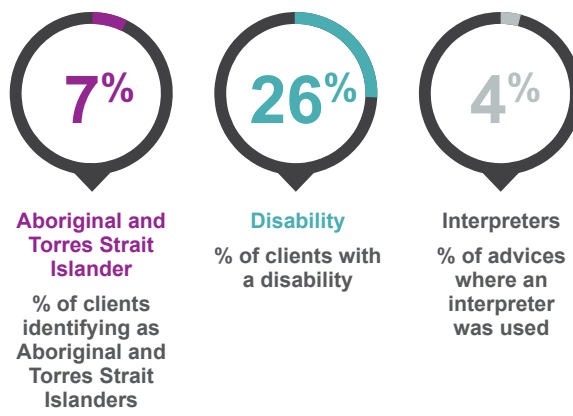 7%
Aboriginal and
Torres Strait
Islander
% of clients
identifying as
Aboriginal and
Torres Strait
Islanders
26%
Disability
% of clients with
a disability
4%
Interpreters
% of advices
where an
interpreter
was used